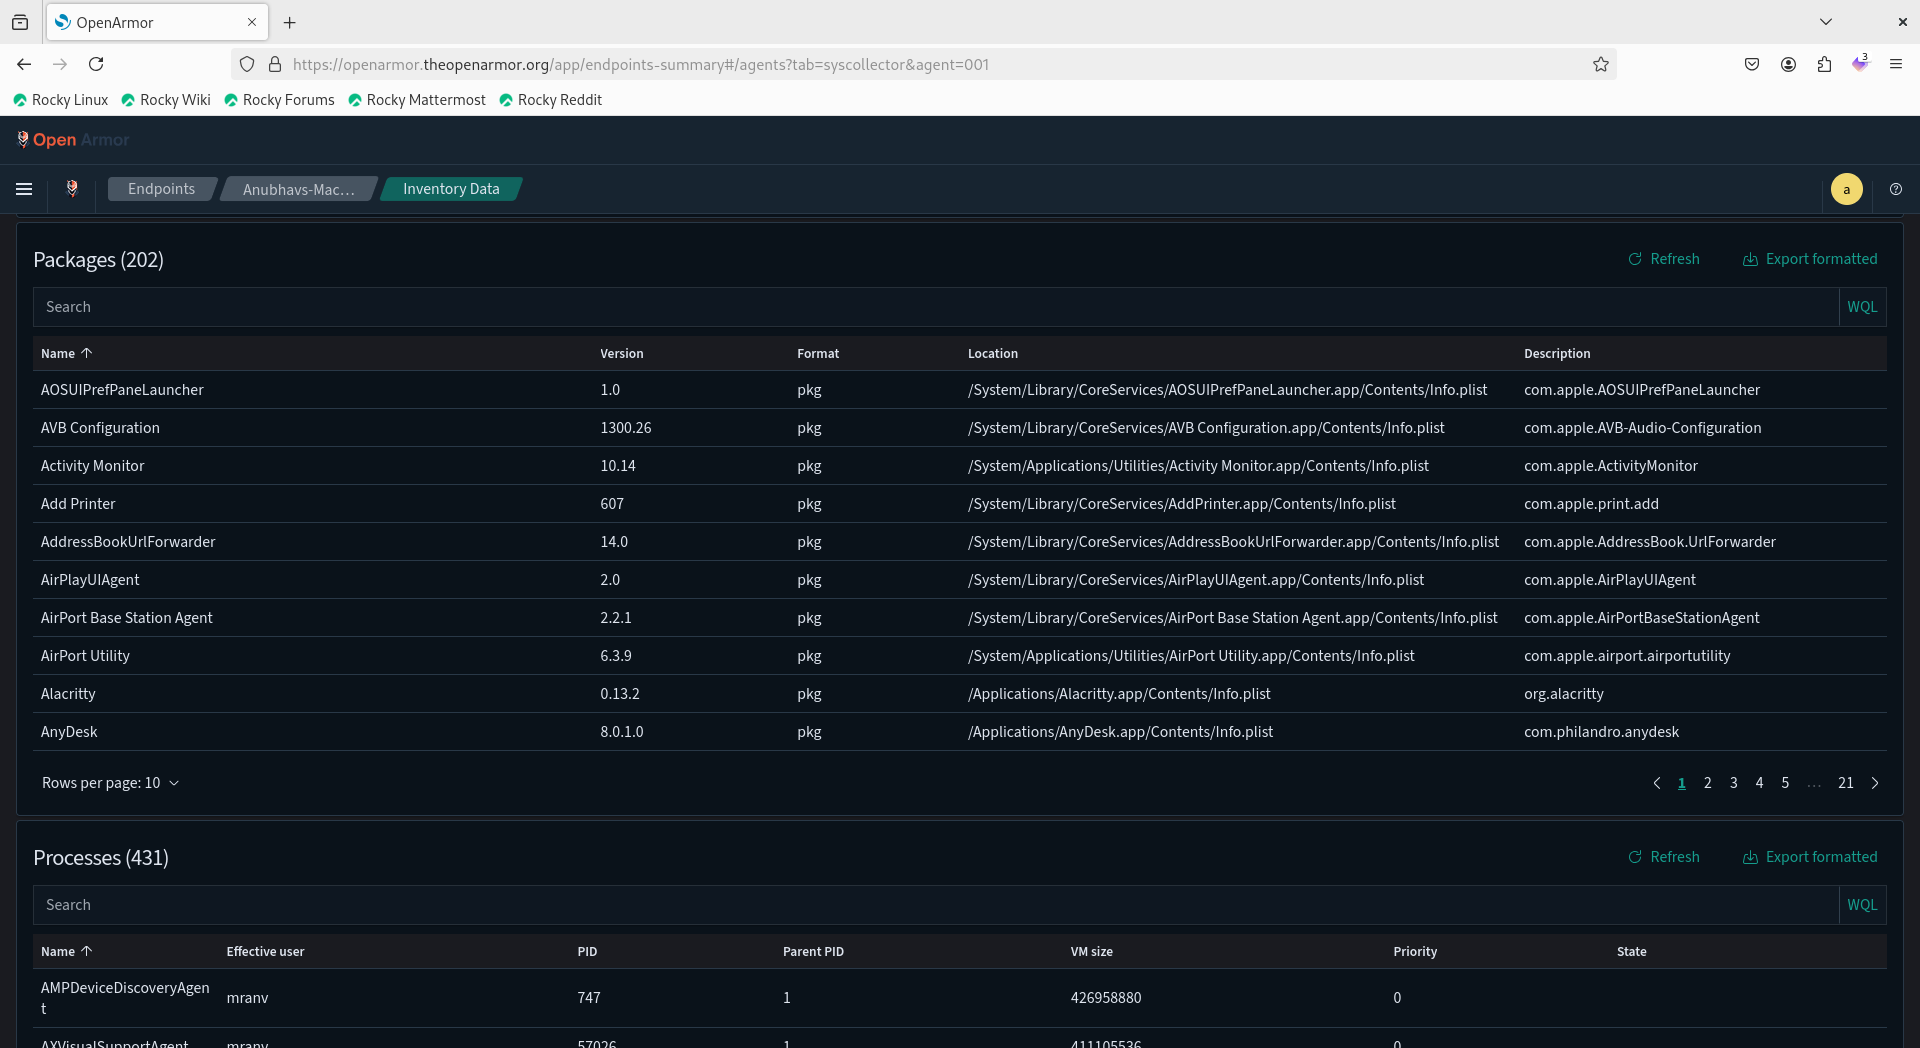 OpenArmor
https://openarmor.theopenarmor.org/app/endpoints-summary#/agents?tab=syscollector&agent=001
3
Rocky Linux Rocky Wiki Rocky Forums Rocky Mattermost Rocky Reddit
Open Armor
Endpoints Anubhavs-Mac... Inventory Data a
Packages (202) Refresh Export formatted
Search WQL
Name Version Format Location Description
AOSUIPrefPaneLauncher 1.0 pkg /System/Library/CoreServices/AOSUIPrefPaneLauncher.app/Contents/Info.plist com.apple.AOSUIPrefPaneLauncher
AVB Configuration 1300.26 pkg /System/Library/CoreServices/AVB Configuration.app/Contents/Info.plist com.apple.AVB-Audio-Configuration
Activity Monitor 10.14 pkg /System/Applications/Utilities/Activity Monitor.app/Contents/Info.plist com.apple.ActivityMonitor
Add Printer 607 pkg /System/Library/CoreServices/AddPrinter.app/Contents/Info.plist com.apple.print.add
AddressBookUrlForwarder 14.0 pkg /System/Library/CoreServices/AddressBookUrlForwarder.app/Contents/Info.plist com.apple.AddressBook.UrlForwarder
AirPlayUIAgent 2.0 pkg /System/Library/CoreServices/AirPlayUIAgent.app/Contents/Info.plist com.apple.AirPlayUIAgent
AirPort Base Station Agent 2.2.1 pkg /System/Library/CoreServices/AirPort Base Station Agent.app/Contents/Info.plist com.apple.AirPortBaseStationAgent
AirPort Utility 6.3.9 pkg /System/Applications/Utilities/AirPort Utility.app/Contents/Info.plist com.apple.airport.airportutility
Alacritty 0.13.2 pkg /Applications/Alacritty.app/Contents/Info.plist org.alacritty
AnyDesk 8.0.1.0 pkg /Applications/AnyDesk.app/Contents/Info.plist com.philandro.anydesk
Rows per page: 10 1 2 3 4 5 ... 21
Processes (431) Refresh Export formatted
Search WQL
Name Effective user PID Parent PID VM size Priority State
AMPDeviceDiscoveryAgen
t mranv 747 1 426958880 0
AXVisualSupportAgent mranv 57026 1 411105536 0